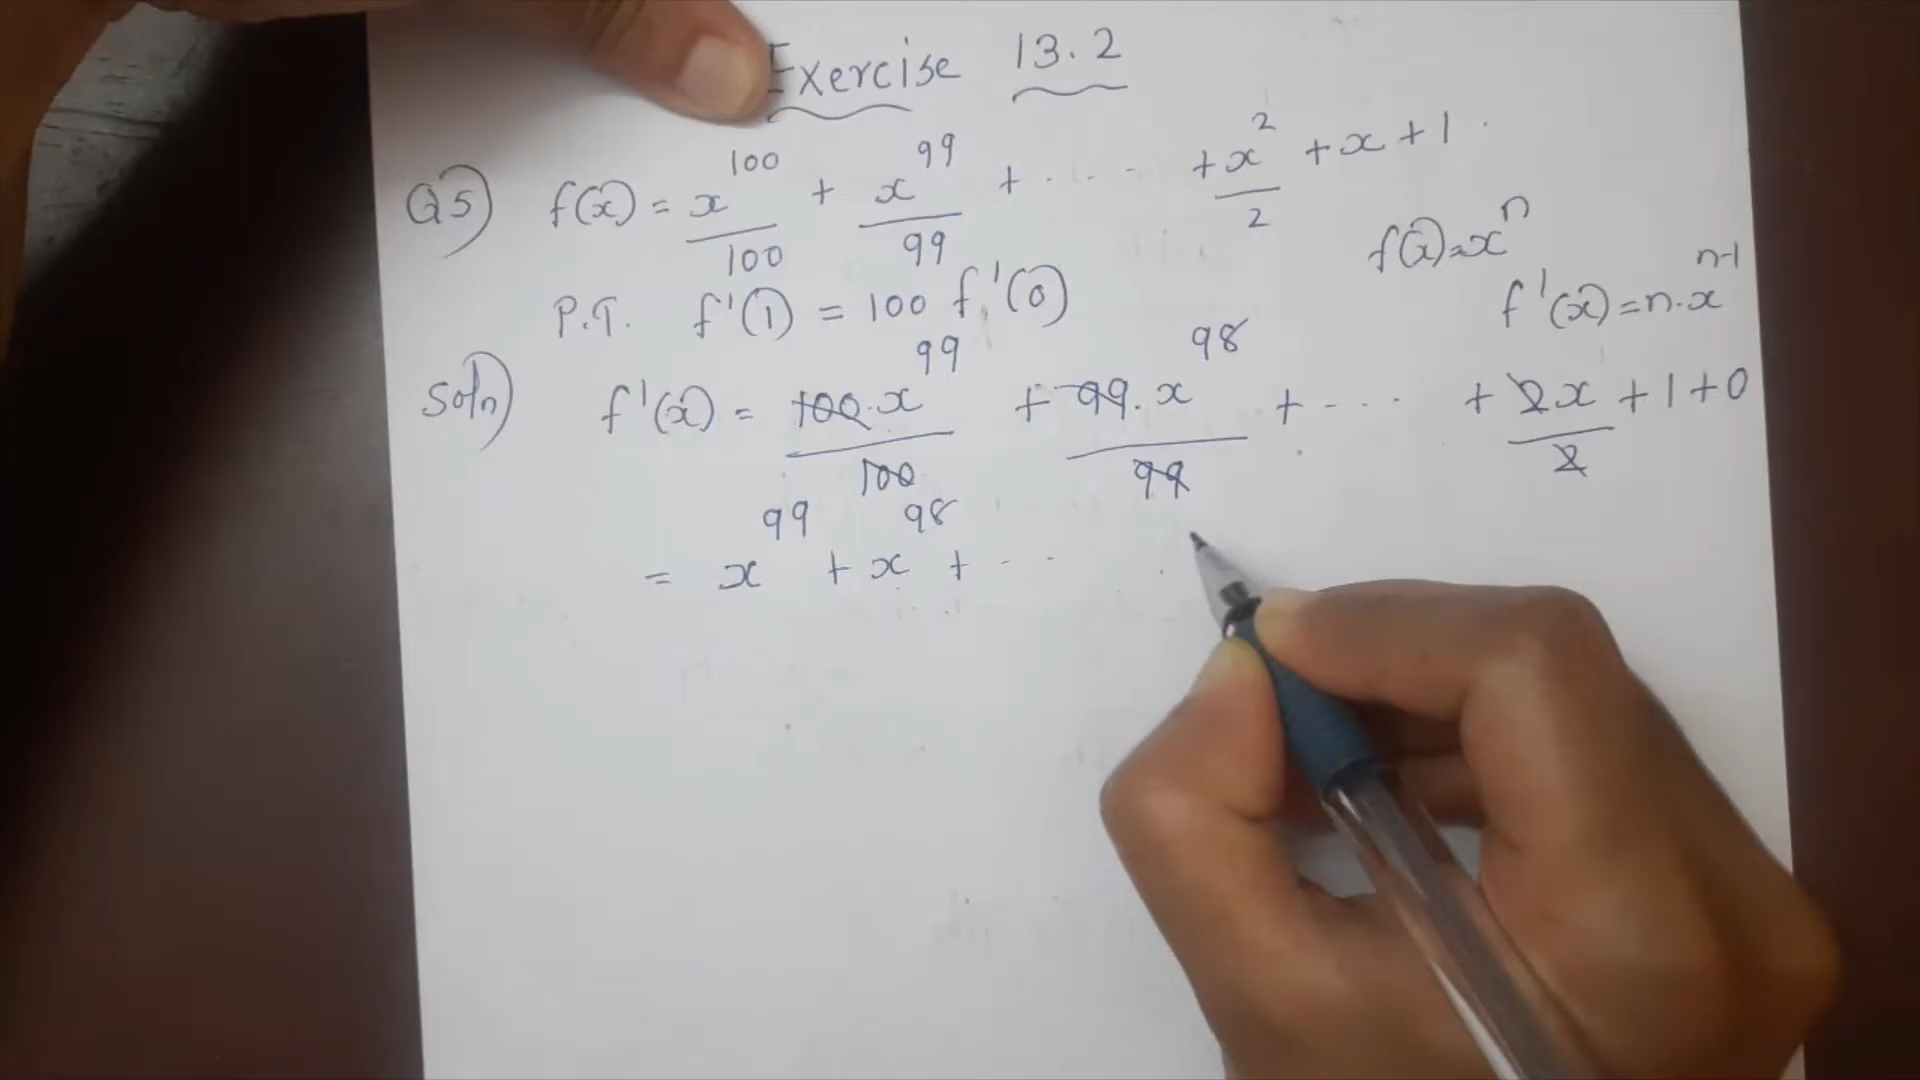 Exercise 13.2
Q5) f(x) = x^100/100 + x^99/99 + ···· + x^2/2 + x + 1.
f(x) = x^n
P.T. f'(1) = 100 f'(0)
f'(x) = n.x^n-1
Soln) f'(x) = 100.x^99/100 + 99.x^98/99 + ---- + 2x/2 + 1 + 0
= x^99 + x^98 + ···